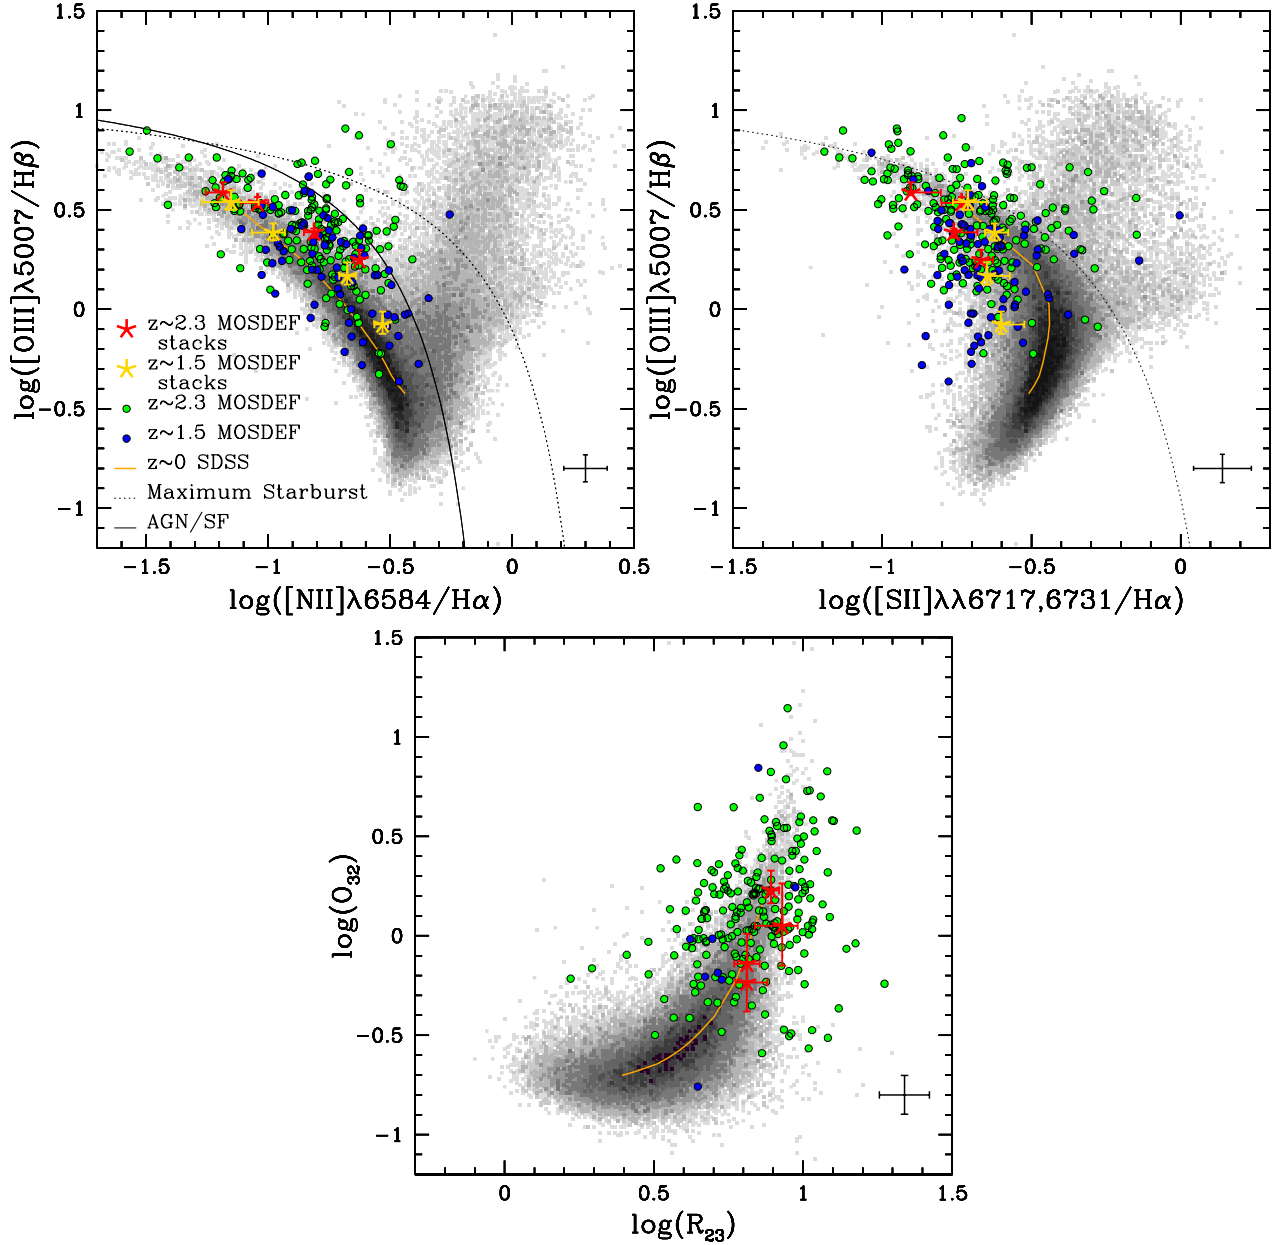 1.5
1
0.5
0
-0.5
-1
log([OIII]λ5007/Hβ)
z~2.3 MOSDEF
stacks
z~1.5 MOSDEF
stacks
z~2.3 MOSDEF
z~1.5 MOSDEF
z~0 SDSS
Maximum Starburst
AGN/SF
-1.5 -1 -0.5 0 0.5
log([NII]λ6584/Hα)
1.5
1
0.5
0
-0.5
-1
log([OIII]λ5007/Hβ)
-1 -0.5 0
log([SII]λλ6717,6731/Hα)
1.5
1
0.5
0
-0.5
-1
log(O32)
0 0.5 1 1.5
log(R23)